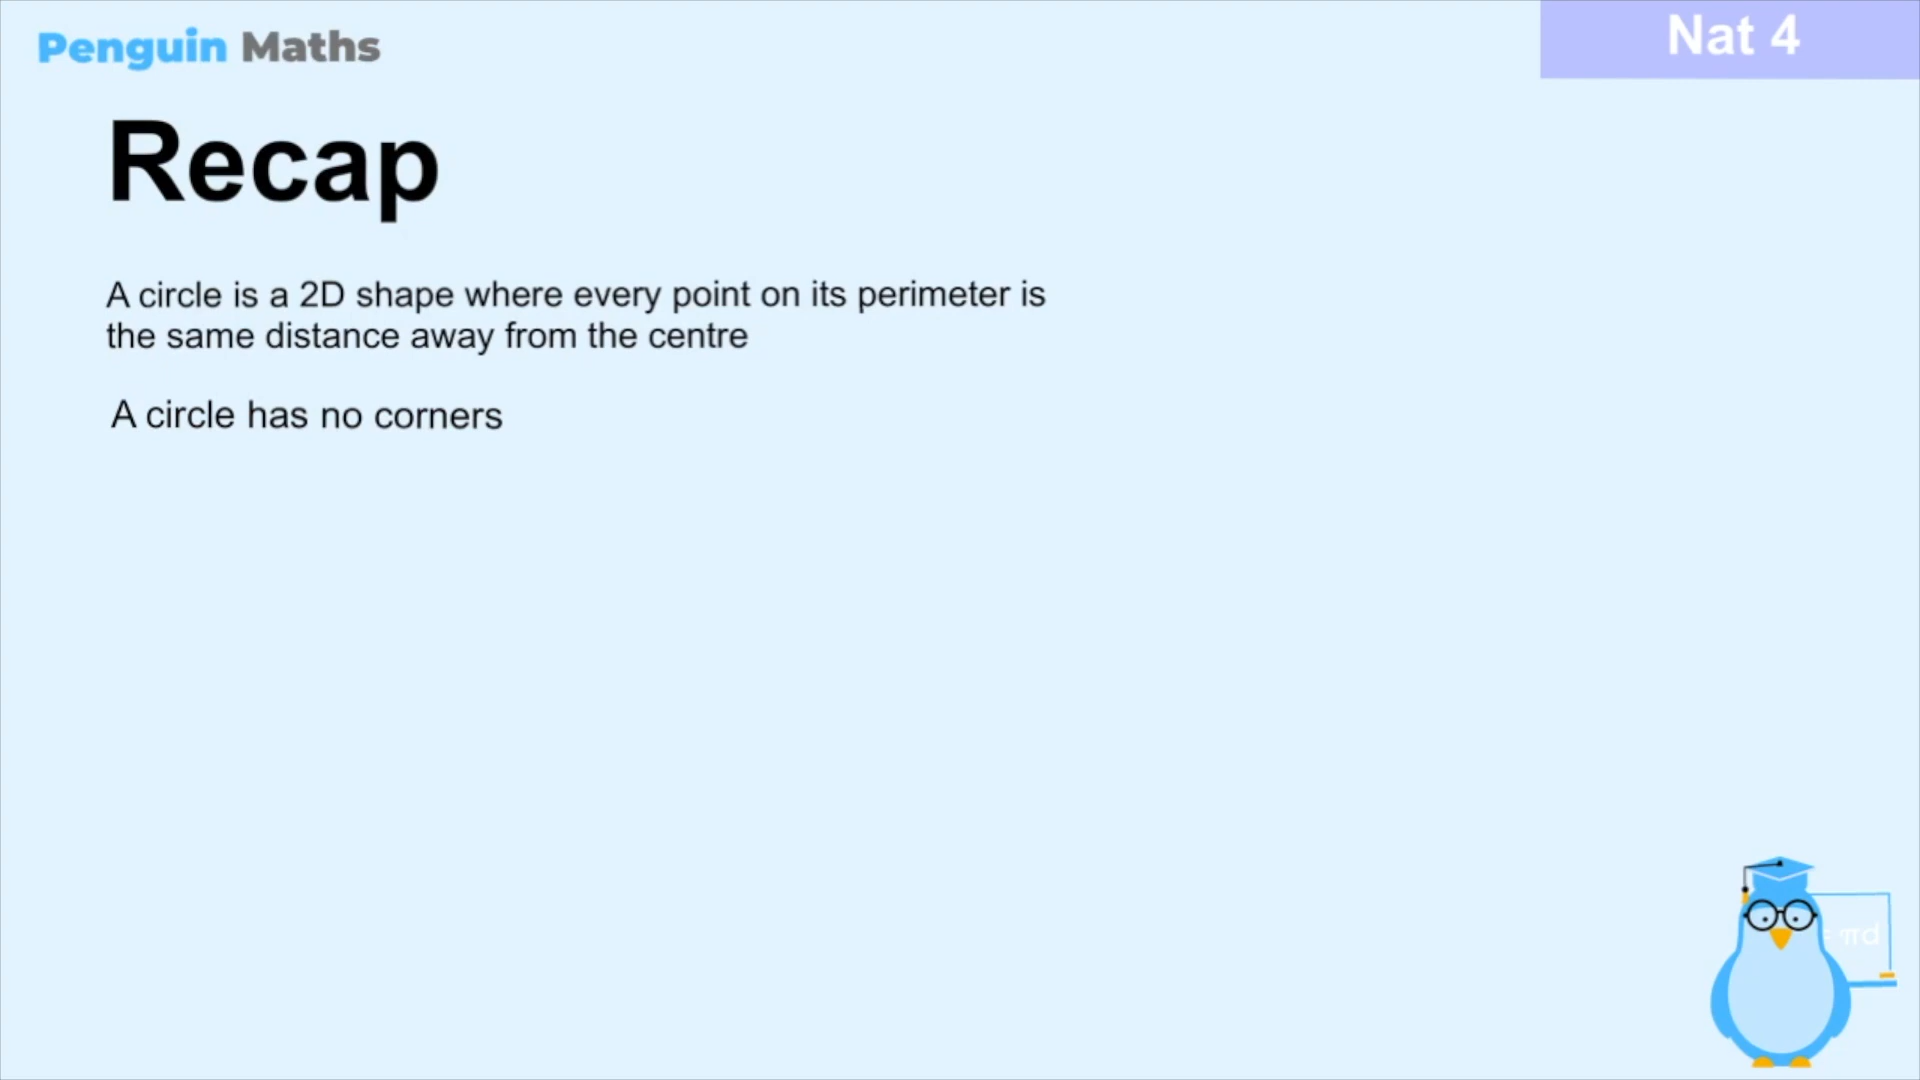 Penguin Maths
Nat 4
Recap
A circle is a 2D shape where every point on its perimeter is
the same distance away from the centre
A circle has no corners
= πd